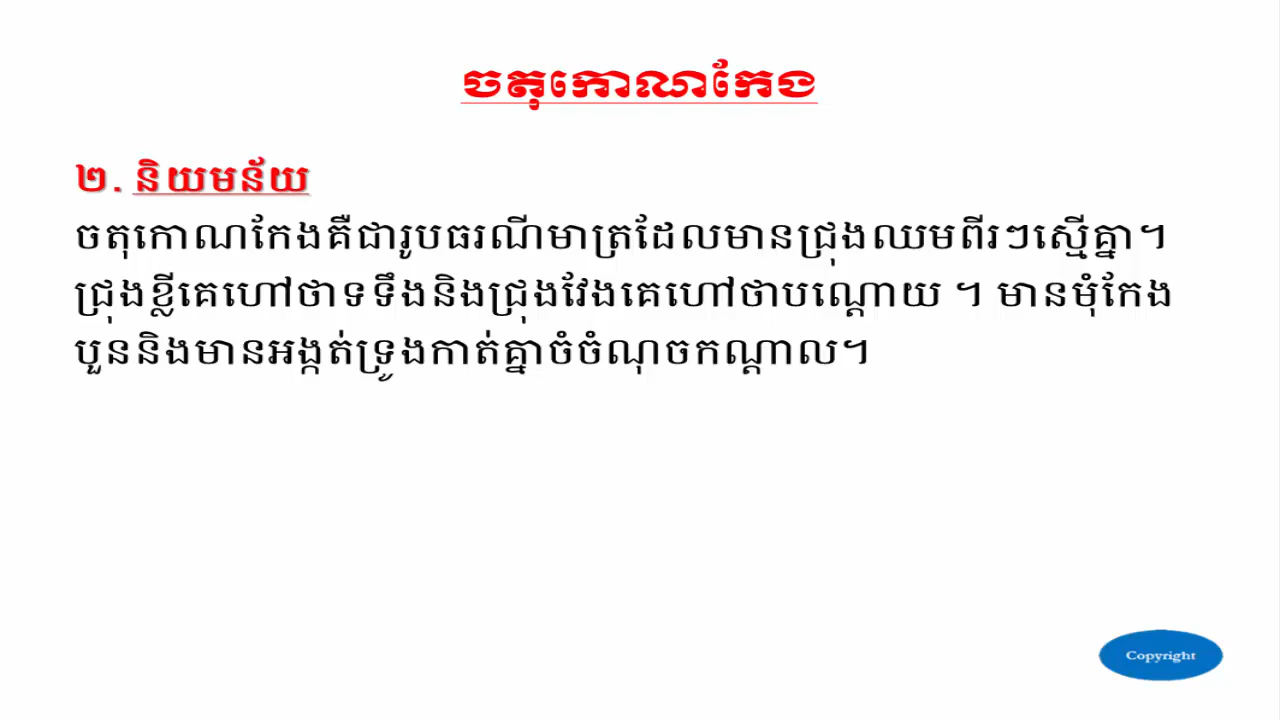 ចតុកោណកែង
២. និយមន័យ
ចតុកោណកែងគឺជារូបធរណីមាត្រដែលមានជ្រុងឈមពីរៗស្មើគ្នា។
ជ្រុងខ្លីគេហៅថាទទឹងនិងជ្រុងវែងគេហៅថាបណ្ដោយ ។ មានមុំកែង
បួននិងមានអង្កត់ទ្រូងកាត់គ្នាចំចំណុចកណ្ដាល។
Copyright